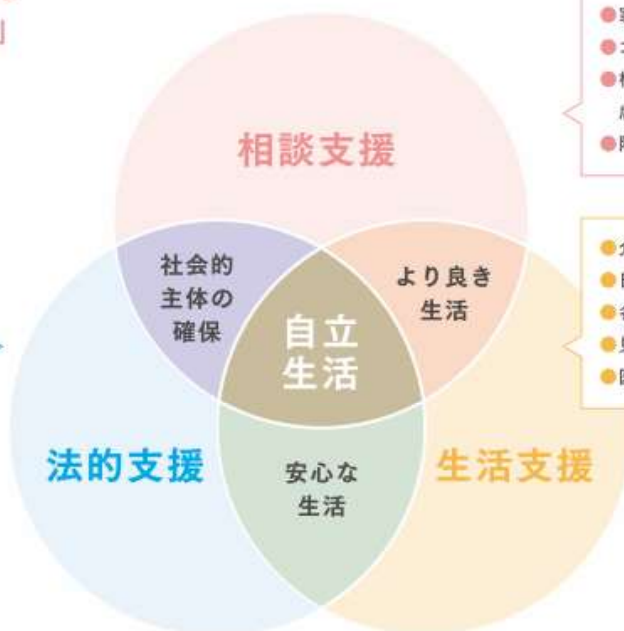 相談支援
社会的
主体の
確保
より良き
生活
自立
生活
法的支援
安心な
生活
生活支援